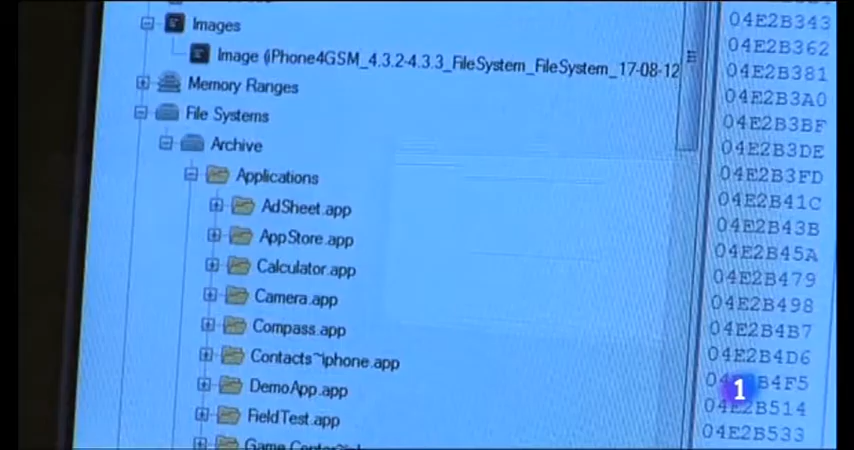 Images
Image (iPhone4GSM_4.3.2-4.3.3_FileSystem_FileSystem_17-08-12
Memory Ranges
File Systems
Archive
Applications
AdSheet.app
AppStore.app
Calculator.app
Camera.app
Compass.app
Contacts~iphone.app
DemoApp.app
FieldTest.app
04E2B343
04E2B362
04E2B381
04E2B3A0
04E2B3BF
04E2B3DE
04E2B3FD
04E2B41C
04E2B43B
04E2B45A
04E2B479
04E2B498
04E2B4B7
04E2B4D6
B4F5
04E2B514
04E2B533
1